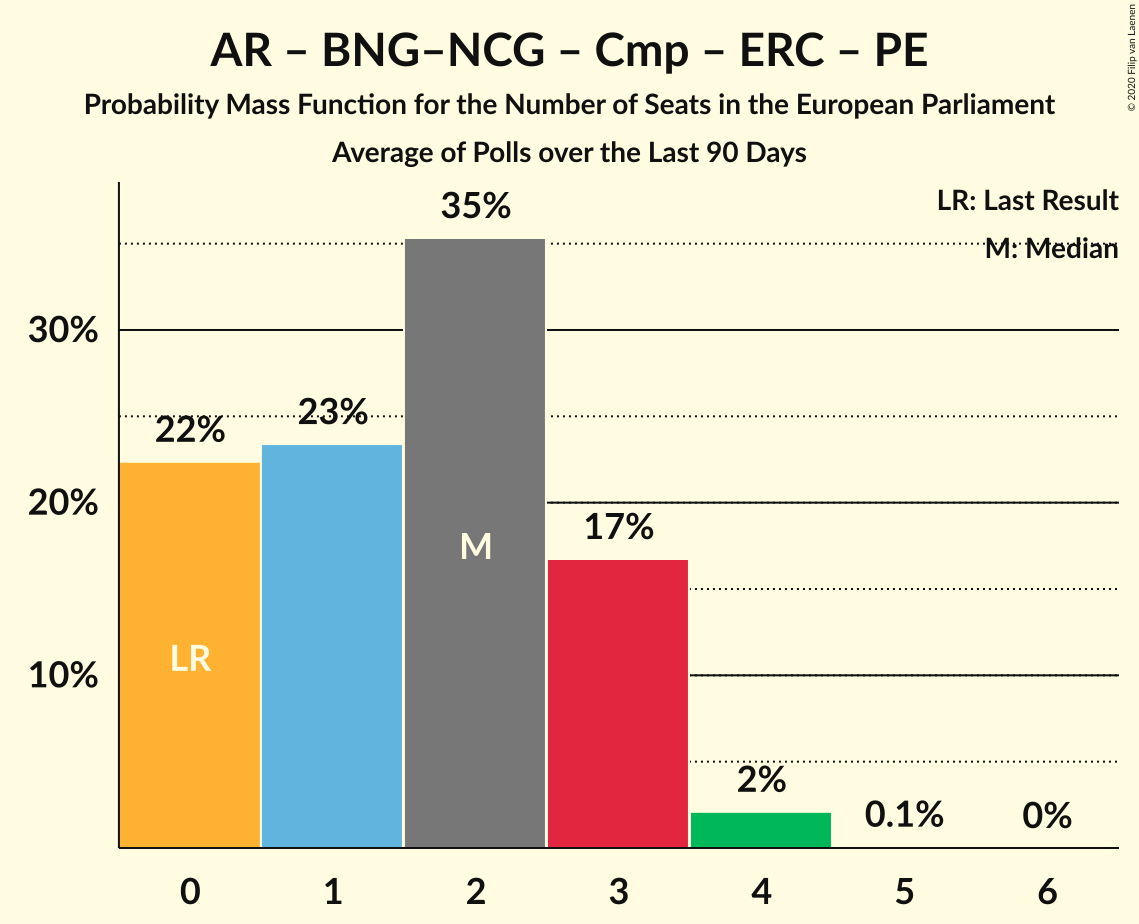 AR – BNG–NCG – Cmp – ERC – PE
Probability Mass Function for the Number of Seats in the European Parliament
Average of Polls over the Last 90 Days
© 2020 Filip van Laenen
LR: Last Result
M: Median
35%
30%
23%
22%
20%
17%
M
LR
10%
2%
0.1%
0%
0 1 2 3 4 5 6